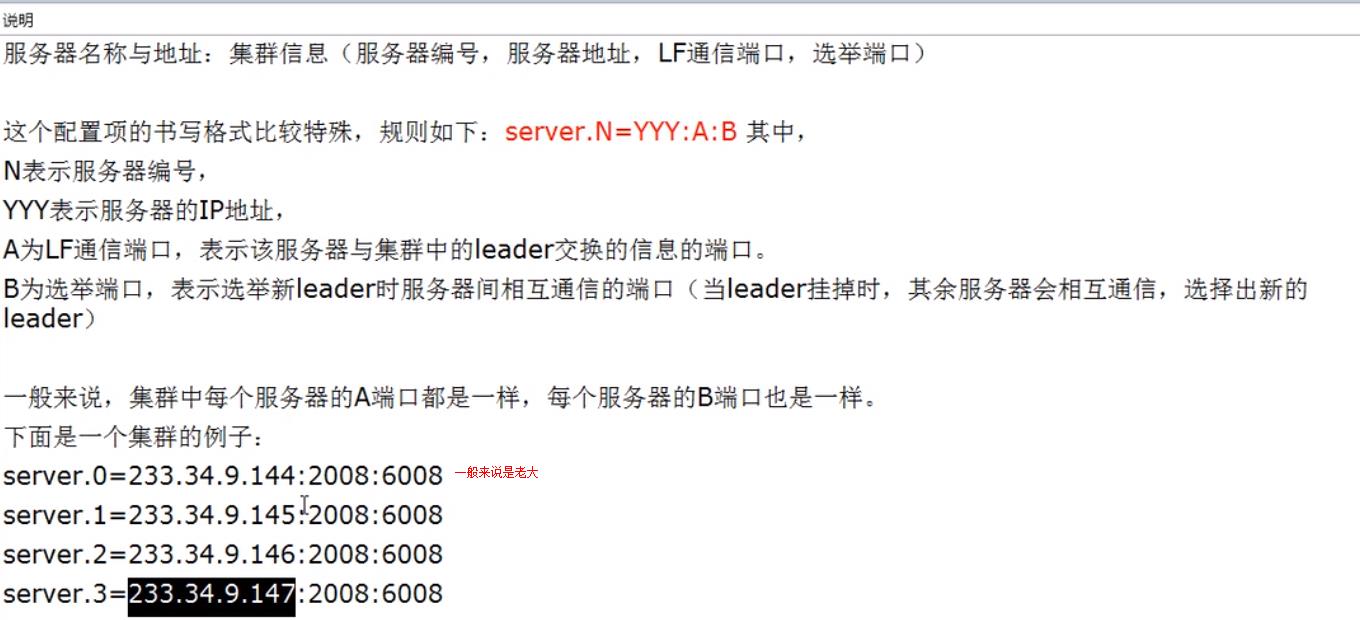 说明
服务器名称与地址：集群信息（服务器编号，服务器地址，LF通信端口，选举端口）
这个配置项的书写格式比较特殊，规则如下：server.N=YYY:A:B 其中，
N表示服务器编号，
YYY表示服务器的IP地址，
A为LF通信端口，表示该服务器与集群中的leader交换的信息的端口。
B为选举端口，表示选举新leader时服务器间相互通信的端口（当leader挂掉时，其余服务器会相互通信，选择出新的
leader）
一般来说，集群中每个服务器的A端口都是一样，每个服务器的B端口也是一样。
下面是一个集群的例子：
server.0=233.34.9.144:2008:6008 一般来说是老大
server.1=233.34.9.145:2008:6008
server.2=233.34.9.146:2008:6008
server.3=233.34.9.147:2008:6008